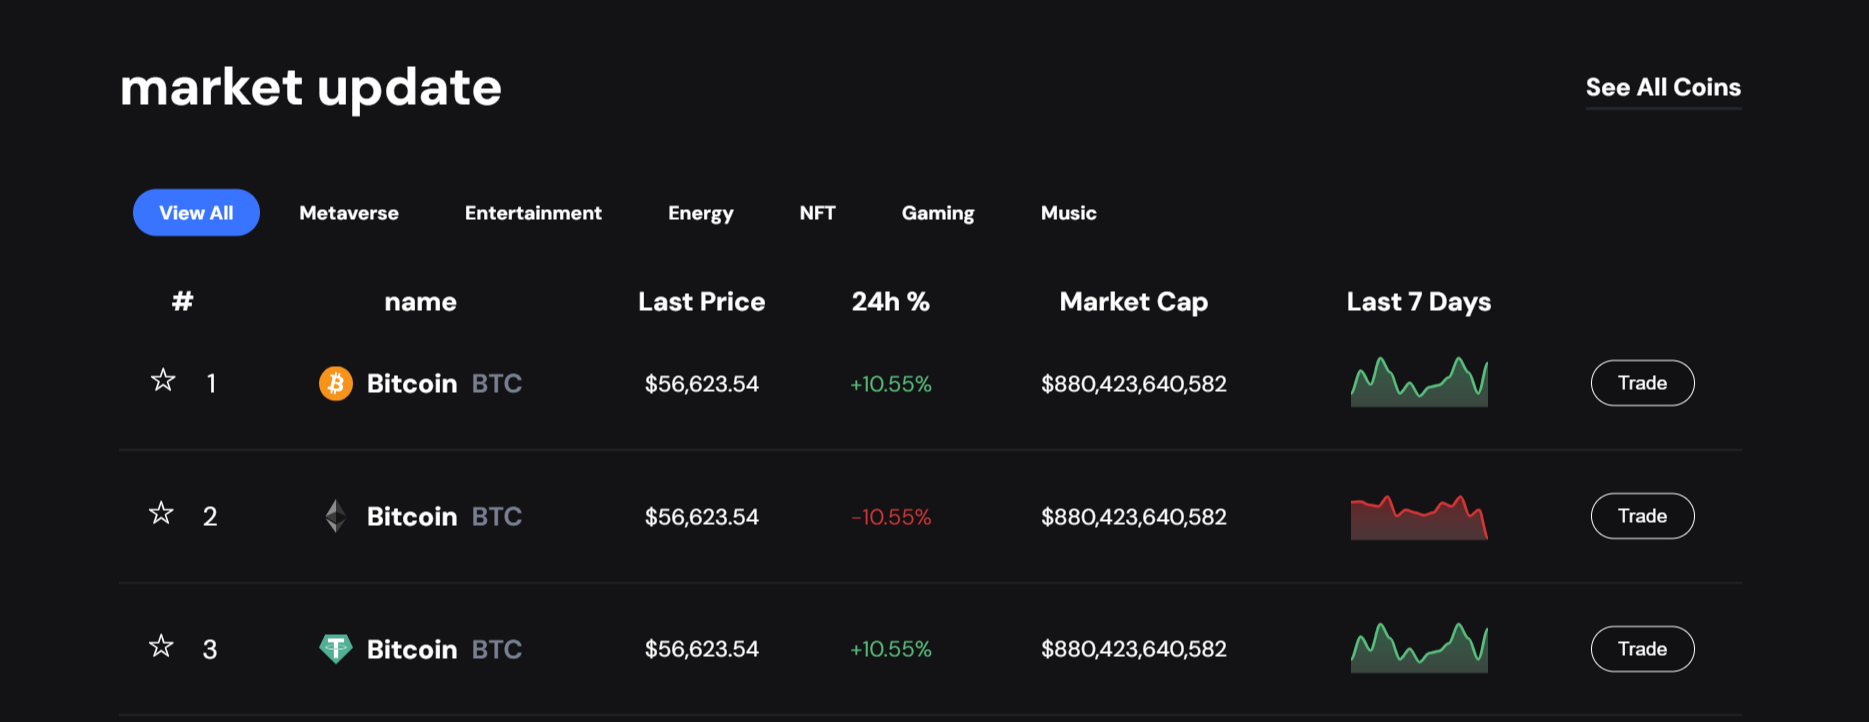 market update
See All Coins
View All Metaverse Entertainment Energy NFT Gaming Music
# name Last Price 24h % Market Cap Last 7 Days
1 Bitcoin BTC $56,623.54 +10.55% $880,423,640,582 Trade
2 Bitcoin BTC $56,623.54 -10.55% $880,423,640,582 Trade
3 Bitcoin BTC $56,623.54 +10.55% $880,423,640,582 Trade